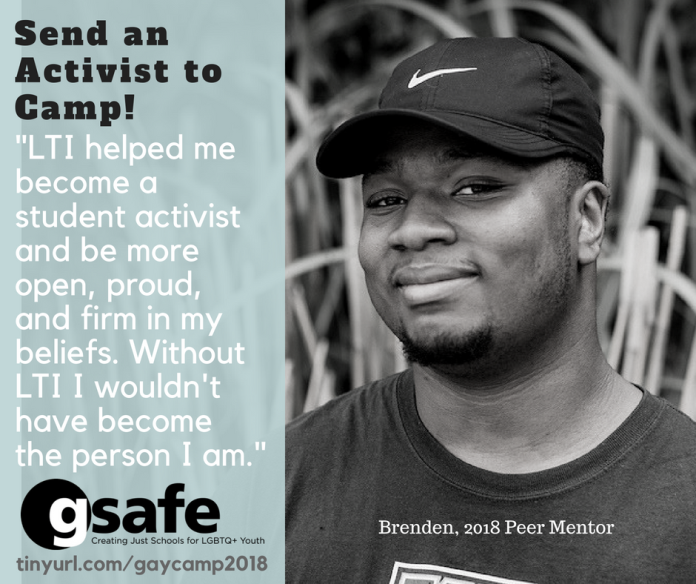 Send an
Activist to
Camp!
"LTI helped me
become a
student activist
and be more
open, proud,
and firm in my
beliefs. Without
LTI I wouldn't
have become
the person I am."
gsafe
Creating Just Schools for LGBTQ+ Youth
tinyurl.com/gaycamp2018
Brenden, 2018 Peer Mentor